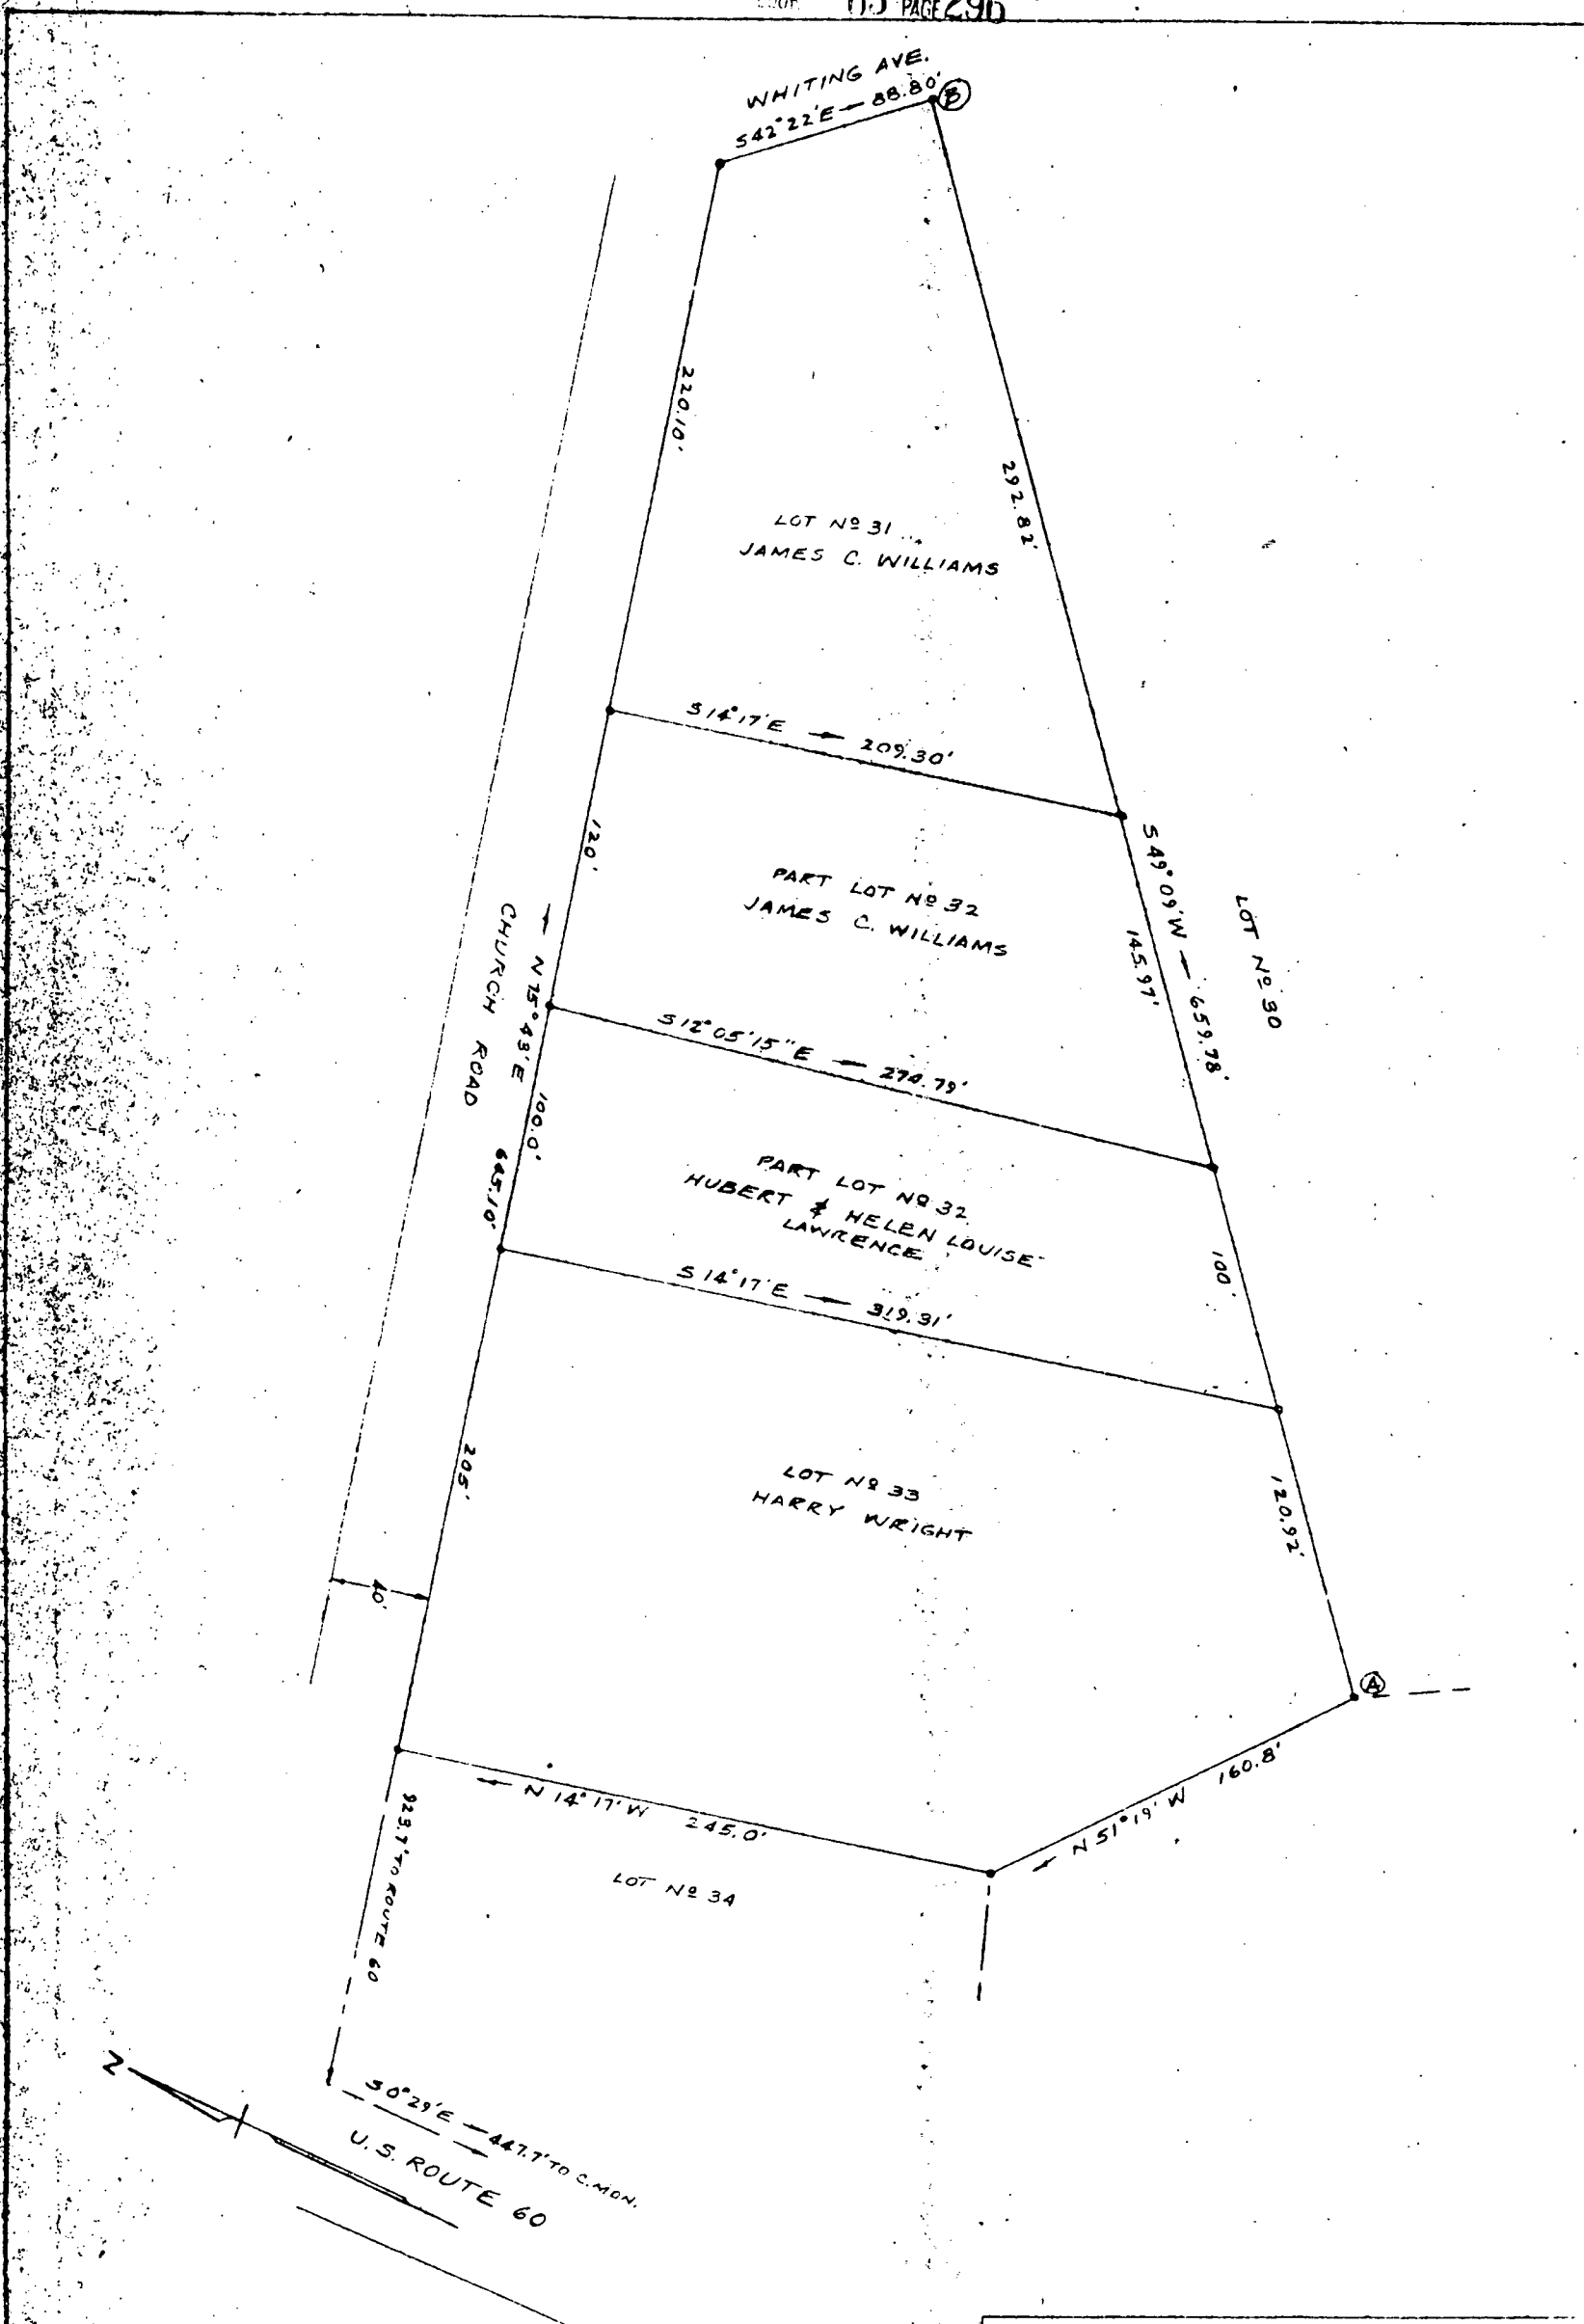 PAGE 296
WHITING AVE.
S42°22'E 88.80'
B
220.10'
292.82'
LOT Nº 31
JAMES C. WILLIAMS
S14°17'E 209.30'
120'
PART LOT Nº 32
JAMES C. WILLIAMS
S49°09'W 659.78'
145.97'
LOT Nº 30
CHURCH ROAD
N75°43'E 645.10'
100.0'
S12°05'15"E 274.79'
PART LOT Nº 32
HUBERT & HELEN LOUISE
LAWRENCE
100'
S14°17'E 319.31'
205'
LOT Nº 33
HARRY WRIGHT
120.92'
40'
A
N51°19'W 160.8'
N14°17'W 245.0'
LOT Nº 34
923.7' TO ROUTE 60
S0°29'E 447.7' TO C. MON.
U.S. ROUTE 60
N